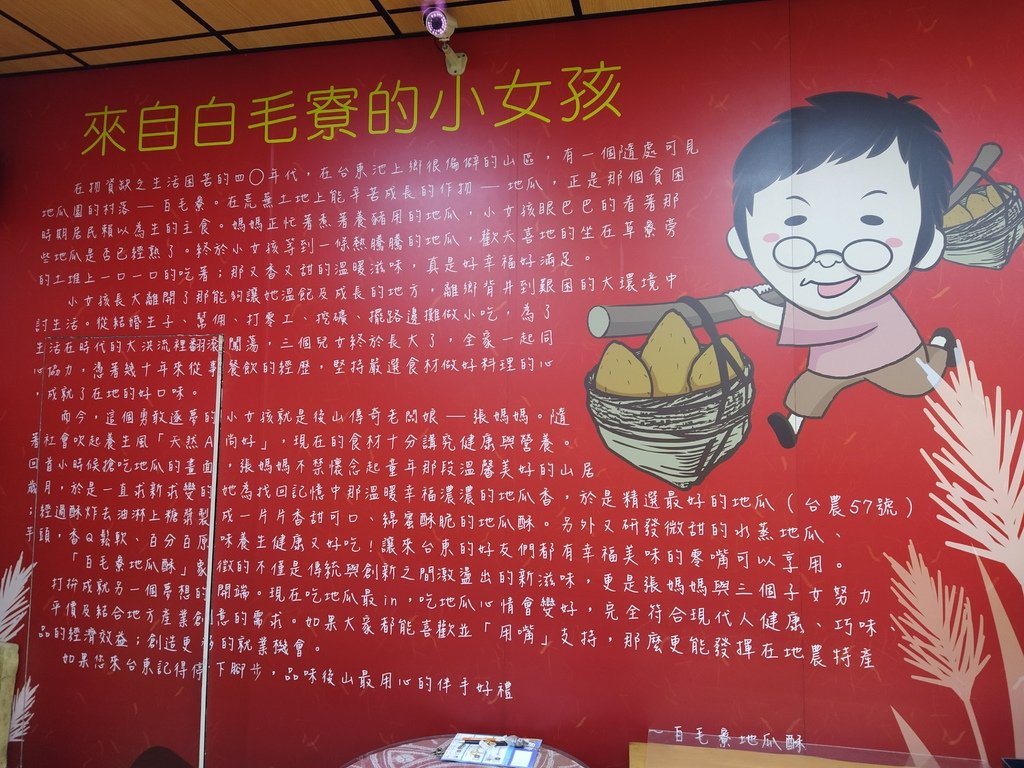 來自白毛寮的小女孩
在物資缺乏生活困苦的四〇年代，在台東池上鄉很偏僻的山區，有一個隨處可見
地瓜園的村落—百毛寮。在荒蕪土地上能辛苦成長的作物—地瓜，正是那個貧困
時期居民賴以為生的主食。媽媽正忙著煮著養豬用的地瓜，小女孩眼巴巴的看著那
些地瓜是否已經熟了。終於小女孩等到一條熱騰騰的地瓜，歡天喜地的坐在草寮旁
的土堆上一口一口的吃著；那又香又甜的溫暖滋味，真是好幸福好滿足。
小女孩長大離開了那能夠讓她溫飽及成長的地方，離鄉背井到艱困的大環境中
討生活。從結婚生子、幫佣、打零工、挖礦、擺路邊攤做小吃，為了
生活在時代的大洪流裡翻滾闖蕩，三個兒女終於長大了，全家一起同
心協力，憑著幾十年來從事餐飲的經歷，堅持嚴選食材做好料理的心
，成就了在地的好口味。
而今，這個勇敢逐夢的小女孩就是後山傳奇老闆娘—張媽媽。隨
著社會吹起養生風「天然A尚好」，現在的食材十分講究健康與營養。
回首小時候搶吃地瓜的畫面，張媽媽不禁懷念起童年那段溫馨美好的山居
歲月，於是一直求新求變的她為找回記憶中那溫暖幸福濃濃的地瓜香，於是精選最好的地瓜（台農57號）
；經過酥炸去油淋上糖漿製成一片片香甜可口、綿蜜酥脆的地瓜酥。另外又研發微甜的水蒸地瓜、
芋頭，香Q鬆軟、百分百原味養生健康又好吃！讓來台東的好友們都有幸福美味的零嘴可以享用。
「百毛寮地瓜酥」象徵的不僅是傳統與創新之間激盪出的新滋味，更是張媽媽與三個子女努力
打拚成就另一個夢想的開端。現在吃地瓜最in，吃地瓜心情會變好，完全符合現代人健康、巧味
平價及結合地方產業創意的需求。如果大家都能喜歡並「用嘴」支持，那麼更能發揮在地農特產
品的經濟效益；創造更多的就業機會。
如果您來台東記得停下腳步，品味後山最用心的伴手好禮
～百毛寮地瓜酥